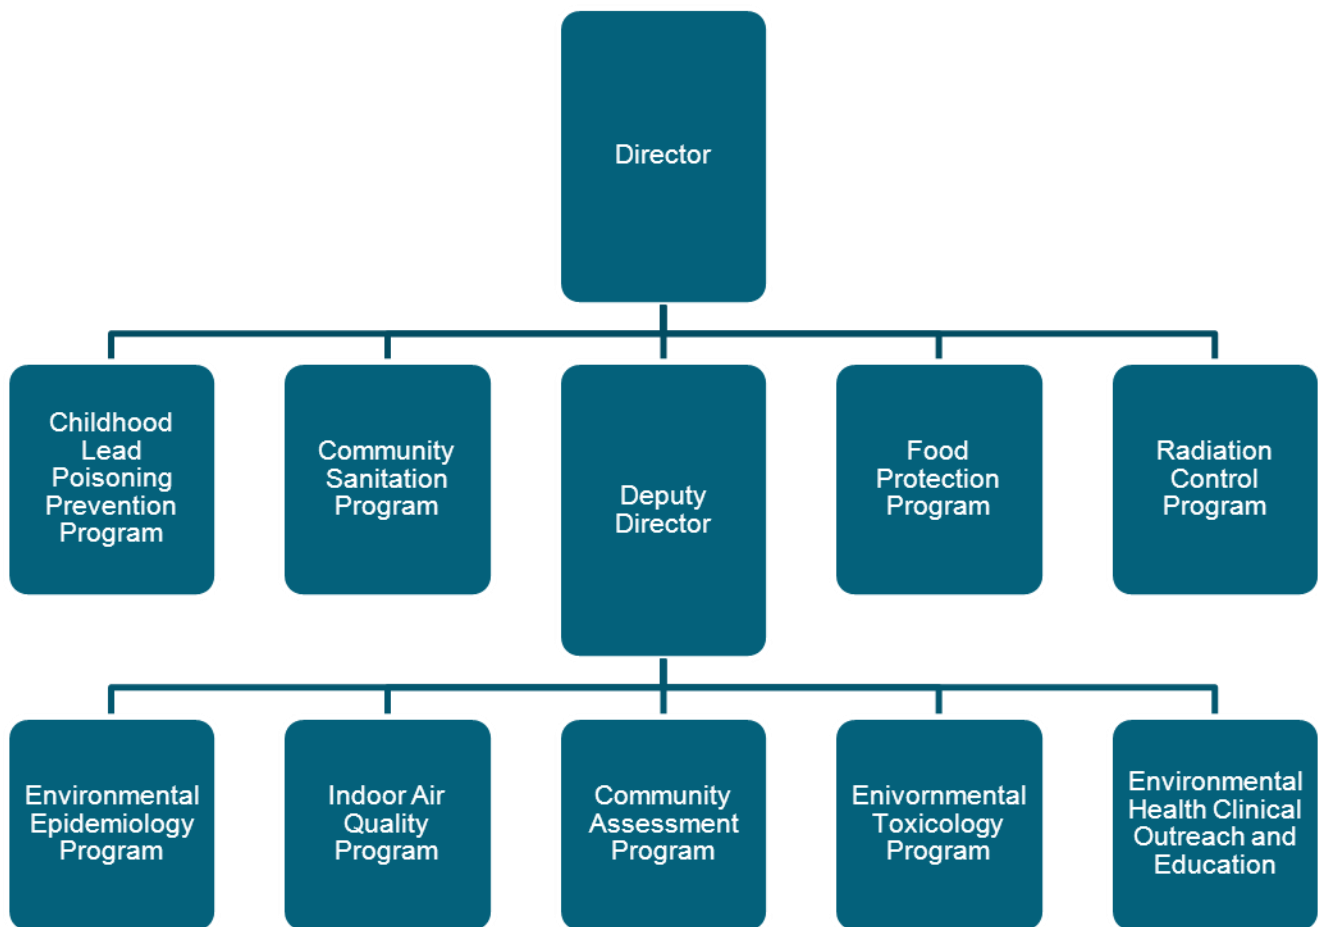 Director
Childhood
Lead
Poisoning
Prevention
Program
Community
Sanitation
Program
Deputy
Director
Food
Protection
Program
Radiation
Control
Program
Environmental
Epidemiology
Program
Indoor Air
Quality
Program
Community
Assessment
Program
Enivornmental
Toxicology
Program
Environmental
Health Clinical
Outreach and
Education